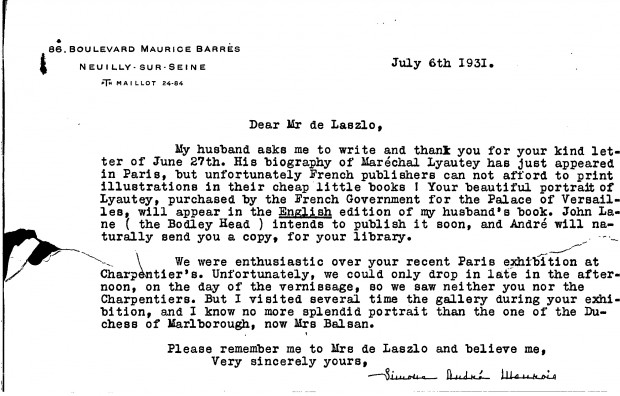 86, BOULEVARD MAURICE BARRÈS
NEUILLY-SUR-SEINE
TN MAILLOT 24-84
July 6th 1931.
Dear Mr de Laszlo,
My husband asks me to write and thank you for your kind let-
ter of June 27th. His biography of Maréchal Lyautey has just appeared
in Paris, but unfortunately French publishers can not afford to print
illustrations in their cheap little books ! Your beautiful portrait of
Lyautey, purchased by the French Government for the Palace of Versail-
les, will appear in the English edition of my husband's book. John La-
ne ( the Bodley Head ) intends to publish it soon, and André will na-
turally send you a copy, for your library.
We were enthusiastic over your recent Paris exhibition at
Charpentier's. Unfortunately, we could only drop in late in the after-
noon, on the day of the vernissage, so we saw neither you nor the
Charpentiers. But I visited several time the gallery during your exhi-
bition, and I know no more splendid portrait than the one of the Du-
chess of Marlborough, now Mrs Balsan.
Please remember me to Mrs de Laszlo and believe me,
Very sincerely yours,
Simone André Maurois